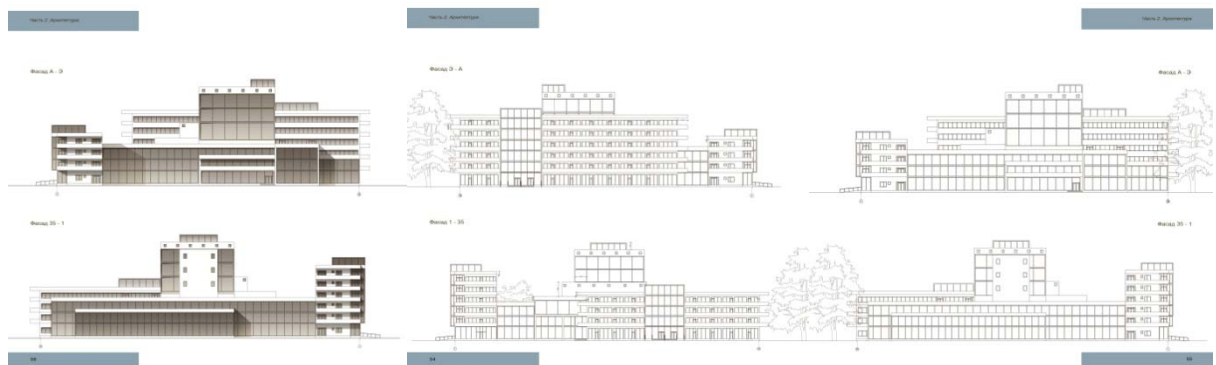 Часть 2. Архитектура
Фасад А - Э
Фасад 35 - 1
Часть 2. Архитектура
Фасад Э - А
Фасад 1 - 35
54
Часть 2. Архитектура
Фасад А - Э
Фасад 35 - 1